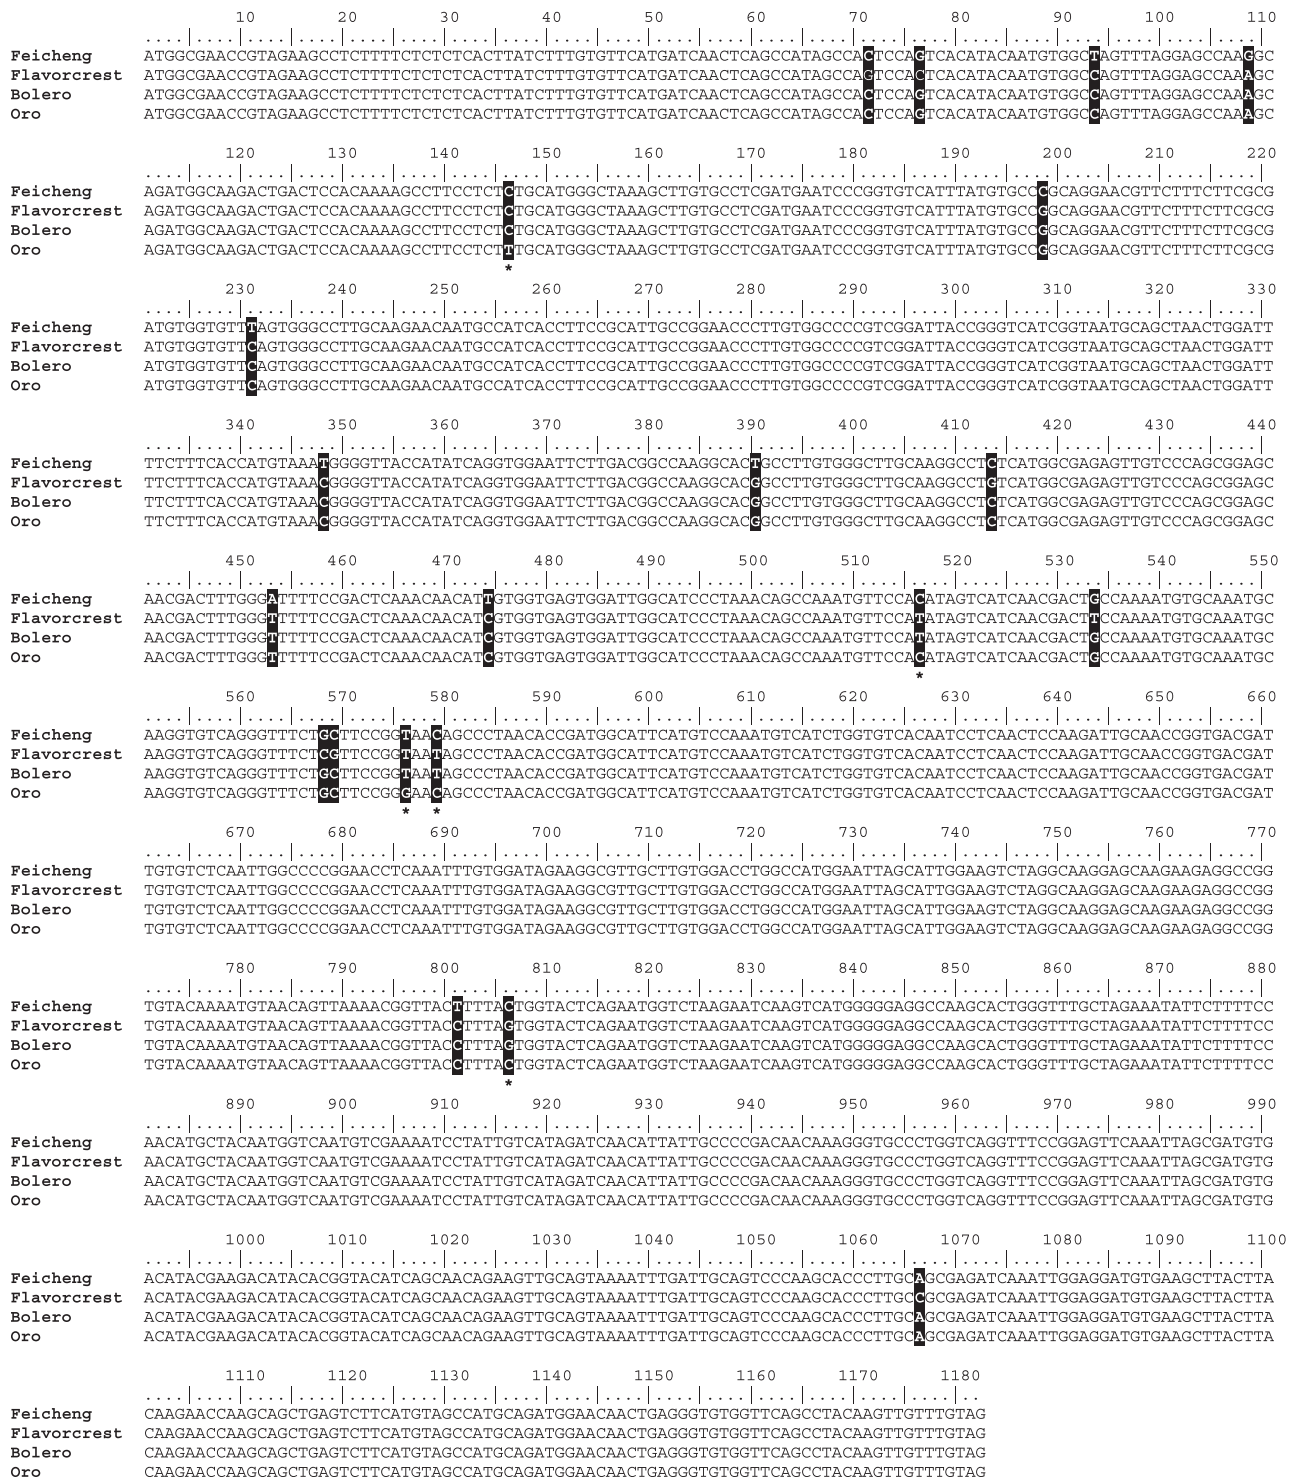 10 20 30 40 50 60 70 80 90 100 110
Feicheng ATGGCGAACCGTAGAAGCCTCTTTTCTCTCTCACTTATCTTTGTGTTCATGATCAACTCAGCCATAGCCACTCCAGTCACATACAATGTGGCTAGTTTAGGAGCCAAGGC
Flavorcrest ATGGCGAACCGTAGAAGCCTCTTTTCTCTCTCACTTATCTTTGTGTTCATGATCAACTCAGCCATAGCCAGTCCACTCACATACAATGTGGCCAGTTTAGGAGCCAAAGC
Bolero ATGGCGAACCGTAGAAGCCTCTTTTCTCTCTCACTTATCTTTGTGTTCATGATCAACTCAGCCATAGCCACTCCAGTCACATACAATGTGGCCAGTTTAGGAGCCAAAGC
Oro ATGGCGAACCGTAGAAGCCTCTTTTCTCTCTCACTTATCTTTGTGTTCATGATCAACTCAGCCATAGCCACTCCAGTCACATACAATGTGGCCAGTTTAGGAGCCAAAGC
120 130 140 150 160 170 180 190 200 210 220
Feicheng AGATGGCAAGACTGACTCCACAAAAGCCTTCCTCTCTGCATGGGCTAAAGCTTGTGCCTCGATGAATCCCGGTGTCATTTATGTGCCCGCAGGAACGTTCTTTCTTCGCG
Flavorcrest AGATGGCAAGACTGACTCCACAAAAGCCTTCCTCTCTGCATGGGCTAAAGCTTGTGCCTCGATGAATCCCGGTGTCATTTATGTGCCGGCAGGAACGTTCTTTCTTCGCG
Bolero AGATGGCAAGACTGACTCCACAAAAGCCTTCCTCTCTGCATGGGCTAAAGCTTGTGCCTCGATGAATCCCGGTGTCATTTATGTGCCGGCAGGAACGTTCTTTCTTCGCG
Oro AGATGGCAAGACTGACTCCACAAAAGCCTTCCTCTTTGCATGGGCTAAAGCTTGTGCCTCGATGAATCCCGGTGTCATTTATGTGCCGGCAGGAACGTTCTTTCTTCGCG
*
230 240 250 260 270 280 290 300 310 320 330
Feicheng ATGTGGTGTTTAGTGGGCCTTGCAAGAACAATGCCATCACCTTCCGCATTGCCGGAACCCTTGTGGCCCCGTCGGATTACCGGGTCATCGGTAATGCAGCTAACTGGATT
Flavorcrest ATGTGGTGTTCAGTGGGCCTTGCAAGAACAATGCCATCACCTTCCGCATTGCCGGAACCCTTGTGGCCCCGTCGGATTACCGGGTCATCGGTAATGCAGCTAACTGGATT
Bolero ATGTGGTGTTCAGTGGGCCTTGCAAGAACAATGCCATCACCTTCCGCATTGCCGGAACCCTTGTGGCCCCGTCGGATTACCGGGTCATCGGTAATGCAGCTAACTGGATT
Oro ATGTGGTGTTCAGTGGGCCTTGCAAGAACAATGCCATCACCTTCCGCATTGCCGGAACCCTTGTGGCCCCGTCGGATTACCGGGTCATCGGTAATGCAGCTAACTGGATT
340 350 360 370 380 390 400 410 420 430 440
Feicheng TTCTTTCACCATGTAAATGGGGTTACCATATCAGGTGGAATTCTTGACGGCCAAGGCACTGCCTTGTGGGCTTGCAAGGCCTCTCATGGCGAGAGTTGTCCCAGCGGAGC
Flavorcrest TTCTTTCACCATGTAAACGGGGTTACCATATCAGGTGGAATTCTTGACGGCCAAGGCACGGCCTTGTGGGCTTGCAAGGCCTGTCATGGCGAGAGTTGTCCCAGCGGAGC
Bolero TTCTTTCACCATGTAAACGGGGTTACCATATCAGGTGGAATTCTTGACGGCCAAGGCACGGCCTTGTGGGCTTGCAAGGCCTCTCATGGCGAGAGTTGTCCCAGCGGAGC
Oro TTCTTTCACCATGTAAACGGGGTTACCATATCAGGTGGAATTCTTGACGGCCAAGGCACGGCCTTGTGGGCTTGCAAGGCCTCTCATGGCGAGAGTTGTCCCAGCGGAGC
450 460 470 480 490 500 510 520 530 540 550
Feicheng AACGACTTTGGGATTTTCCGACTCAAACAACATTGTGGTGAGTGGATTGGCATCCCTAAACAGCCAAATGTTCCACATAGTCATCAACGACTGCCAAAATGTGCAAATGC
Flavorcrest AACGACTTTGGGTTTTTCCGACTCAAACAACATCGTGGTGAGTGGATTGGCATCCCTAAACAGCCAAATGTTCCATATAGTCATCAACGACTTCCAAAATGTGCAAATGC
Bolero AACGACTTTGGGTTTTTCCGACTCAAACAACATCGTGGTGAGTGGATTGGCATCCCTAAACAGCCAAATGTTCCATATAGTCATCAACGACTGCCAAAATGTGCAAATGC
Oro AACGACTTTGGGTTTTTCCGACTCAAACAACATCGTGGTGAGTGGATTGGCATCCCTAAACAGCCAAATGTTCCACATAGTCATCAACGACTGCCAAAATGTGCAAATGC
*
560 570 580 590 600 610 620 630 640 650 660
Feicheng AAGGTGTCAGGGTTTCTGCTTCCGGTAACAGCCCTAACACCGATGGCATTCATGTCCAAATGTCATCTGGTGTCACAATCCTCAACTCCAAGATTGCAACCGGTGACGAT
Flavorcrest AAGGTGTCAGGGTTTCTCGTTCCGGTAATAGCCCTAACACCGATGGCATTCATGTCCAAATGTCATCTGGTGTCACAATCCTCAACTCCAAGATTGCAACCGGTGACGAT
Bolero AAGGTGTCAGGGTTTCTGCTTCCGGTAATAGCCCTAACACCGATGGCATTCATGTCCAAATGTCATCTGGTGTCACAATCCTCAACTCCAAGATTGCAACCGGTGACGAT
Oro AAGGTGTCAGGGTTTCTGCTTCCGGGAACAGCCCTAACACCGATGGCATTCATGTCCAAATGTCATCTGGTGTCACAATCCTCAACTCCAAGATTGCAACCGGTGACGAT
* *
670 680 690 700 710 720 730 740 750 760 770
Feicheng TGTGTCTCAATTGGCCCCGGAACCTCAAATTTGTGGATAGAAGGCGTTGCTTGTGGACCTGGCCATGGAATTAGCATTGGAAGTCTAGGCAAGGAGCAAGAAGAGGCCGG
Flavorcrest TGTGTCTCAATTGGCCCCGGAACCTCAAATTTGTGGATAGAAGGCGTTGCTTGTGGACCTGGCCATGGAATTAGCATTGGAAGTCTAGGCAAGGAGCAAGAAGAGGCCGG
Bolero TGTGTCTCAATTGGCCCCGGAACCTCAAATTTGTGGATAGAAGGCGTTGCTTGTGGACCTGGCCATGGAATTAGCATTGGAAGTCTAGGCAAGGAGCAAGAAGAGGCCGG
Oro TGTGTCTCAATTGGCCCCGGAACCTCAAATTTGTGGATAGAAGGCGTTGCTTGTGGACCTGGCCATGGAATTAGCATTGGAAGTCTAGGCAAGGAGCAAGAAGAGGCCGG
780 790 800 810 820 830 840 850 860 870 880
Feicheng TGTACAAAATGTAACAGTTAAAACGGTTACTTTTACTGGTACTCAGAATGGTCTAAGAATCAAGTCATGGGGGAGGCCAAGCACTGGGTTTGCTAGAAATATTCTTTTCC
Flavorcrest TGTACAAAATGTAACAGTTAAAACGGTTACCTTTAGTGGTACTCAGAATGGTCTAAGAATCAAGTCATGGGGGAGGCCAAGCACTGGGTTTGCTAGAAATATTCTTTTCC
Bolero TGTACAAAATGTAACAGTTAAAACGGTTACCTTTAGTGGTACTCAGAATGGTCTAAGAATCAAGTCATGGGGGAGGCCAAGCACTGGGTTTGCTAGAAATATTCTTTTCC
Oro TGTACAAAATGTAACAGTTAAAACGGTTACCTTTACTGGTACTCAGAATGGTCTAAGAATCAAGTCATGGGGGAGGCCAAGCACTGGGTTTGCTAGAAATATTCTTTTCC
*
890 900 910 920 930 940 950 960 970 980 990
Feicheng AACATGCTACAATGGTCAATGTCGAAAATCCTATTGTCATAGATCAACATTATTGCCCCGACAACAAAGGGTGCCCTGGTCAGGTTTCCGGAGTTCAAATTAGCGATGTG
Flavorcrest AACATGCTACAATGGTCAATGTCGAAAATCCTATTGTCATAGATCAACATTATTGCCCCGACAACAAAGGGTGCCCTGGTCAGGTTTCCGGAGTTCAAATTAGCGATGTG
Bolero AACATGCTACAATGGTCAATGTCGAAAATCCTATTGTCATAGATCAACATTATTGCCCCGACAACAAAGGGTGCCCTGGTCAGGTTTCCGGAGTTCAAATTAGCGATGTG
Oro AACATGCTACAATGGTCAATGTCGAAAATCCTATTGTCATAGATCAACATTATTGCCCCGACAACAAAGGGTGCCCTGGTCAGGTTTCCGGAGTTCAAATTAGCGATGTG
1000 1010 1020 1030 1040 1050 1060 1070 1080 1090 1100
Feicheng ACATACGAAGACATACACGGTACATCAGCAACAGAAGTTGCAGTAAAATTTGATTGCAGTCCCAAGCACCCTTGCAGCGAGATCAAATTGGAGGATGTGAAGCTTACTTA
Flavorcrest ACATACGAAGACATACACGGTACATCAGCAACCGAAGTTGCAGTAAAATTTGATTGCAGTCCCAAGCACCCTTGCCGCGAGATCAAATTGGAGGATGTGAAGCTTACTTA
Bolero ACATACGAAGACATACACGGTACATCAGCAACAGAAGTTGCAGTAAAATTTGATTGCAGTCCCAAGCACCCTTGCAGCGAGATCAAATTGGAGGATGTGAAGCTTACTTA
Oro ACATACGAAGACATACACGGTACATCAGCAACAGAAGTTGCAGTAAAATTTGATTGCAGTCCCAAGCACCCTTGCAGCGAGATCAAATTGGAGGATGTGAAGCTTACTTA
1110 1120 1130 1140 1150 1160 1170 1180
Feicheng CAAGAACCAAGCAGCTGAGTCTTCATGTAGCCATGCAGATGGAACAACTGAGGGTGTGGTTCAGCCTACAAGTTGTTTGTAG
Flavorcrest CAAGAACCAAGCAGCTGAGTCTTCATGTAGCCATGCAGATGGAACAACTGAGGGTGTGGTTCAGCCTACAAGTTGTTTGTAG
Bolero CAAGAACCAAGCAGCTGAGTCTTCATGTAGCCATGCAGATGGAACAACTGAGGGTGTGGTTCAGCCTACAAGTTGTTTGTAG
Oro CAAGAACCAAGCAGCTGAGTCTTCATGTAGCCATGCAGATGGAACAACTGAGGGTGTGGTTCAGCCTACAAGTTGTTTGTAG